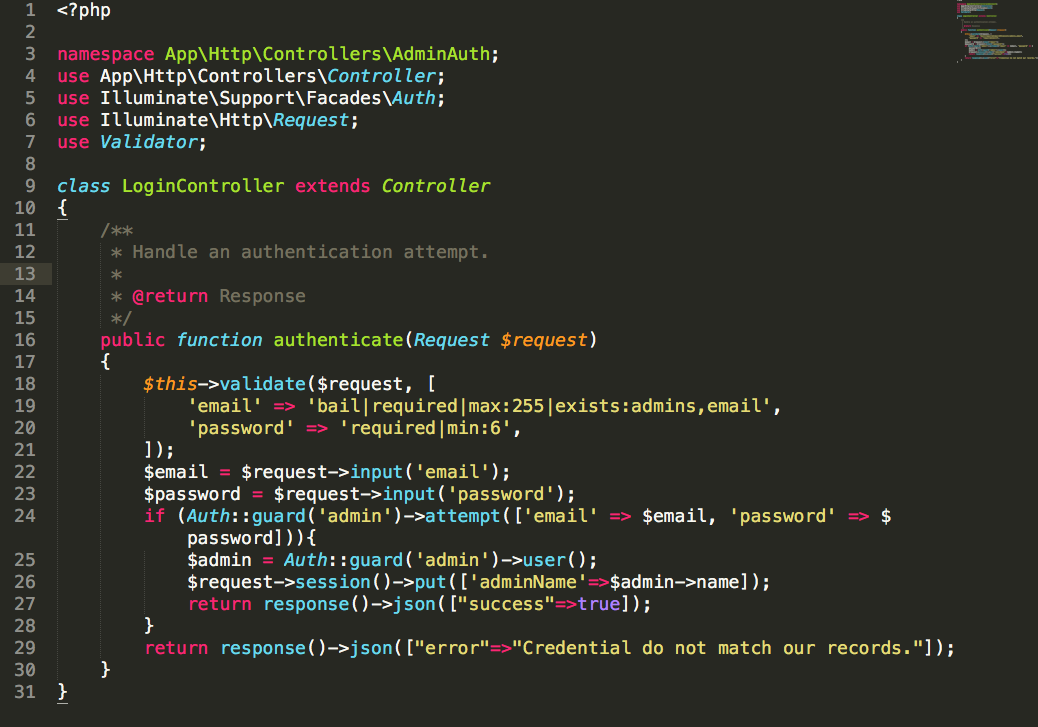 1 <?php
2
3 namespace App\Http\Controllers\AdminAuth;
4 use App\Http\Controllers\Controller;
5 use Illuminate\Support\Facades\Auth;
6 use Illuminate\Http\Request;
7 use Validator;
8
9 class LoginController extends Controller
10 {
11     /**
12      * Handle an authentication attempt.
13      *
14      * @return Response
15      */
16     public function authenticate(Request $request)
17     {
18         $this->validate($request, [
19             'email' => 'bail|required|max:255|exists:admins,email',
20             'password' => 'required|min:6',
21         ]);
22         $email = $request->input('email');
23         $password = $request->input('password');
24         if (Auth::guard('admin')->attempt(['email' => $email, 'password' => $
            password])){
25             $admin = Auth::guard('admin')->user();
26             $request->session()->put(['adminName'=>$admin->name]);
27             return response()->json(["success"=>true]);
28         }
29         return response()->json(["error"=>"Credential do not match our records."]);
30     }
31 }